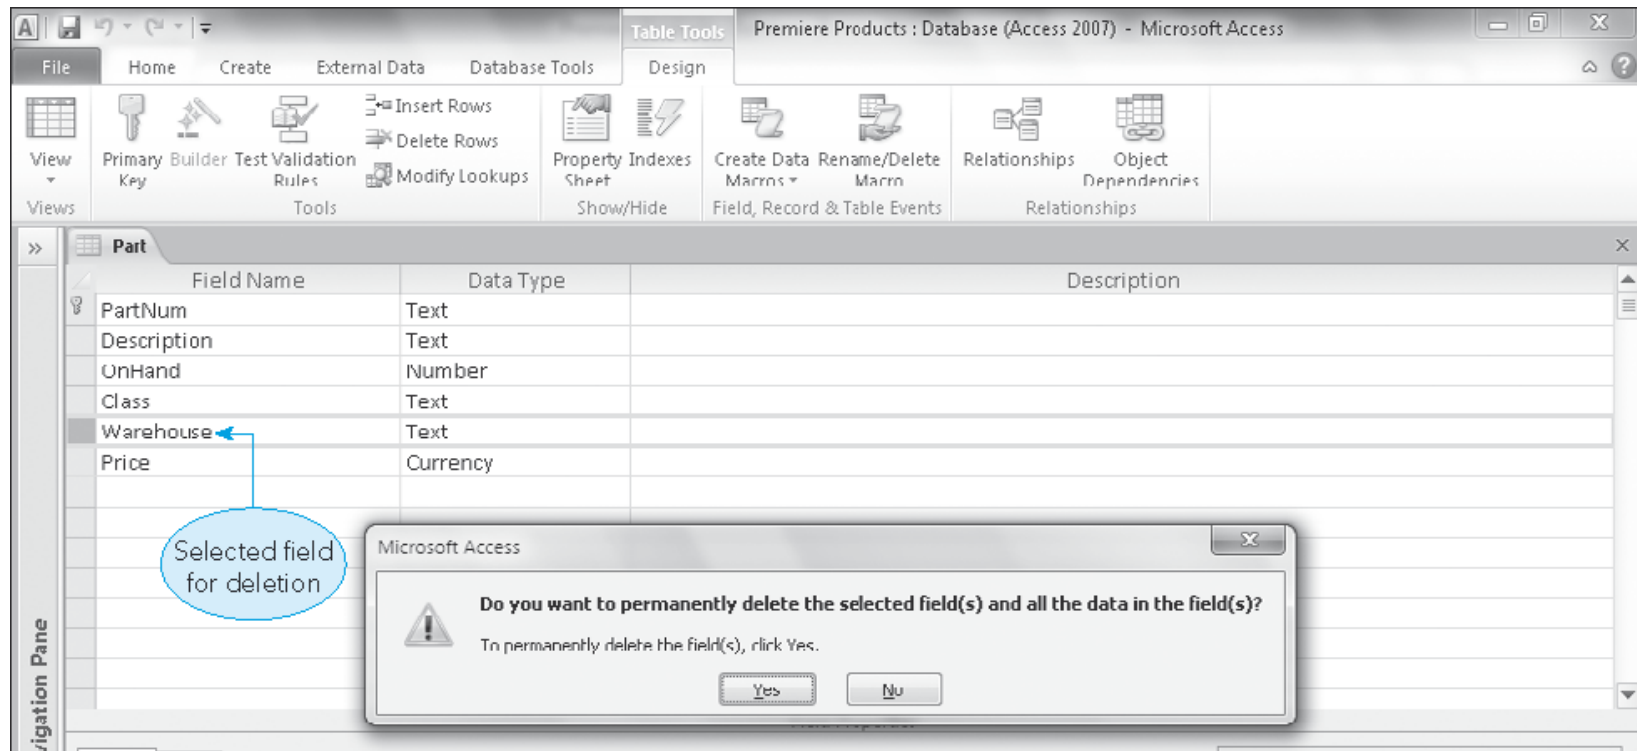 A
Table Tools
Premiere Products : Database (Access 2007) - Microsoft Access
File Home Create External Data Database Tools Design
View
Views
Primary Key
Builder
Test Validation Rules
Insert Rows
Delete Rows
Modify Lookups
Tools
Property Sheet
Indexes
Show/Hide
Create Data Macros
Rename/Delete Macro
Field, Record & Table Events
Relationships
Object Dependencies
Relationships
Part
Field Name Data Type Description
PartNum Text
Description Text
OnHand Number
Class Text
Warehouse Text
Price Currency
Selected field
for deletion
Microsoft Access
Do you want to permanently delete the selected field(s) and all the data in the field(s)?
To permanently delete the field(s), click Yes.
Yes No
Pane